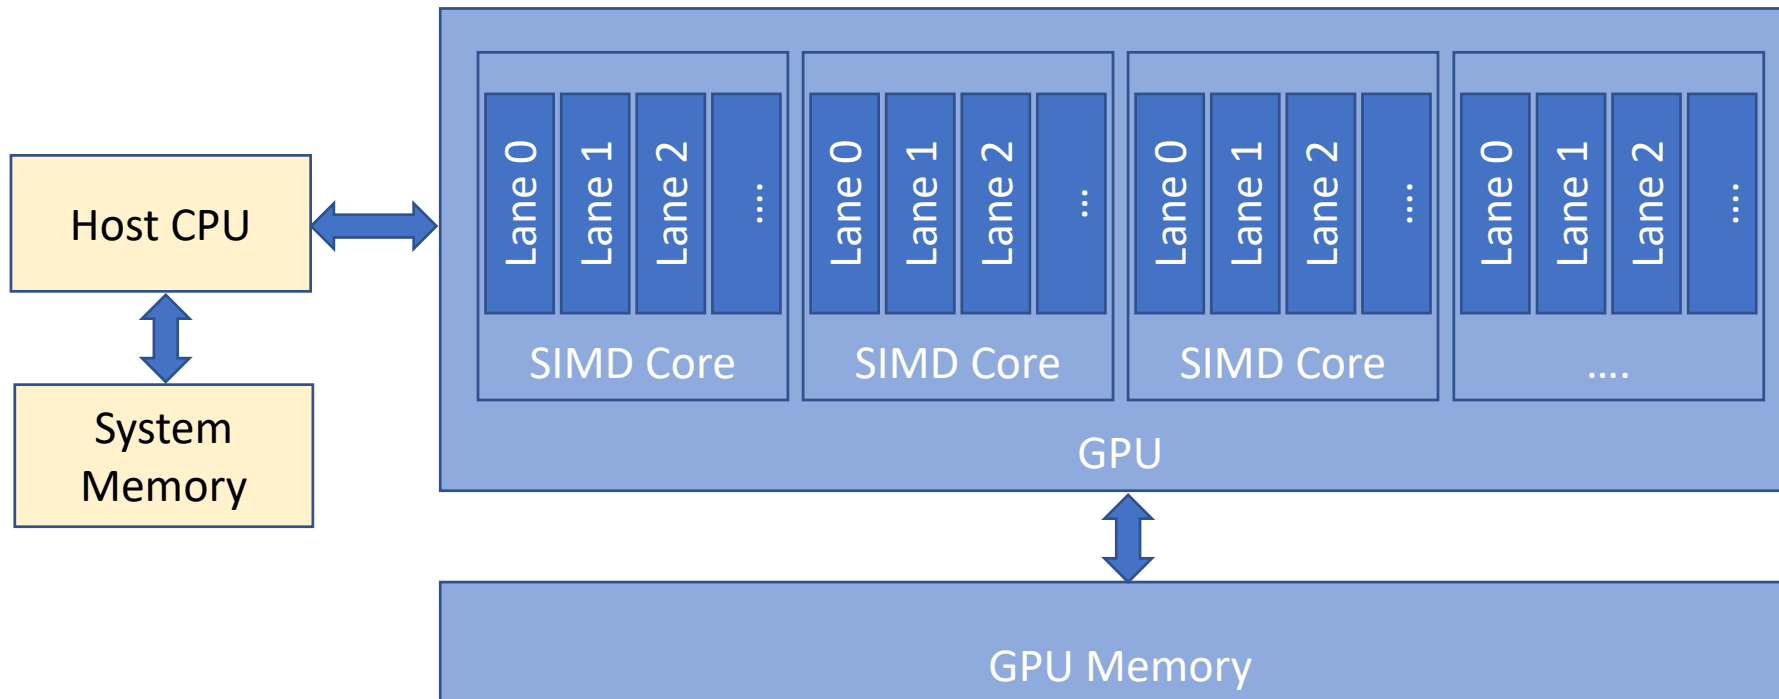 Host CPU
System
Memory
Lane 0
Lane 1
Lane 2
....
SIMD Core
Lane 0
Lane 1
Lane 2
...
SIMD Core
Lane 0
Lane 1
Lane 2
....
SIMD Core
Lane 0
Lane 1
Lane 2
....
....
GPU
GPU Memory